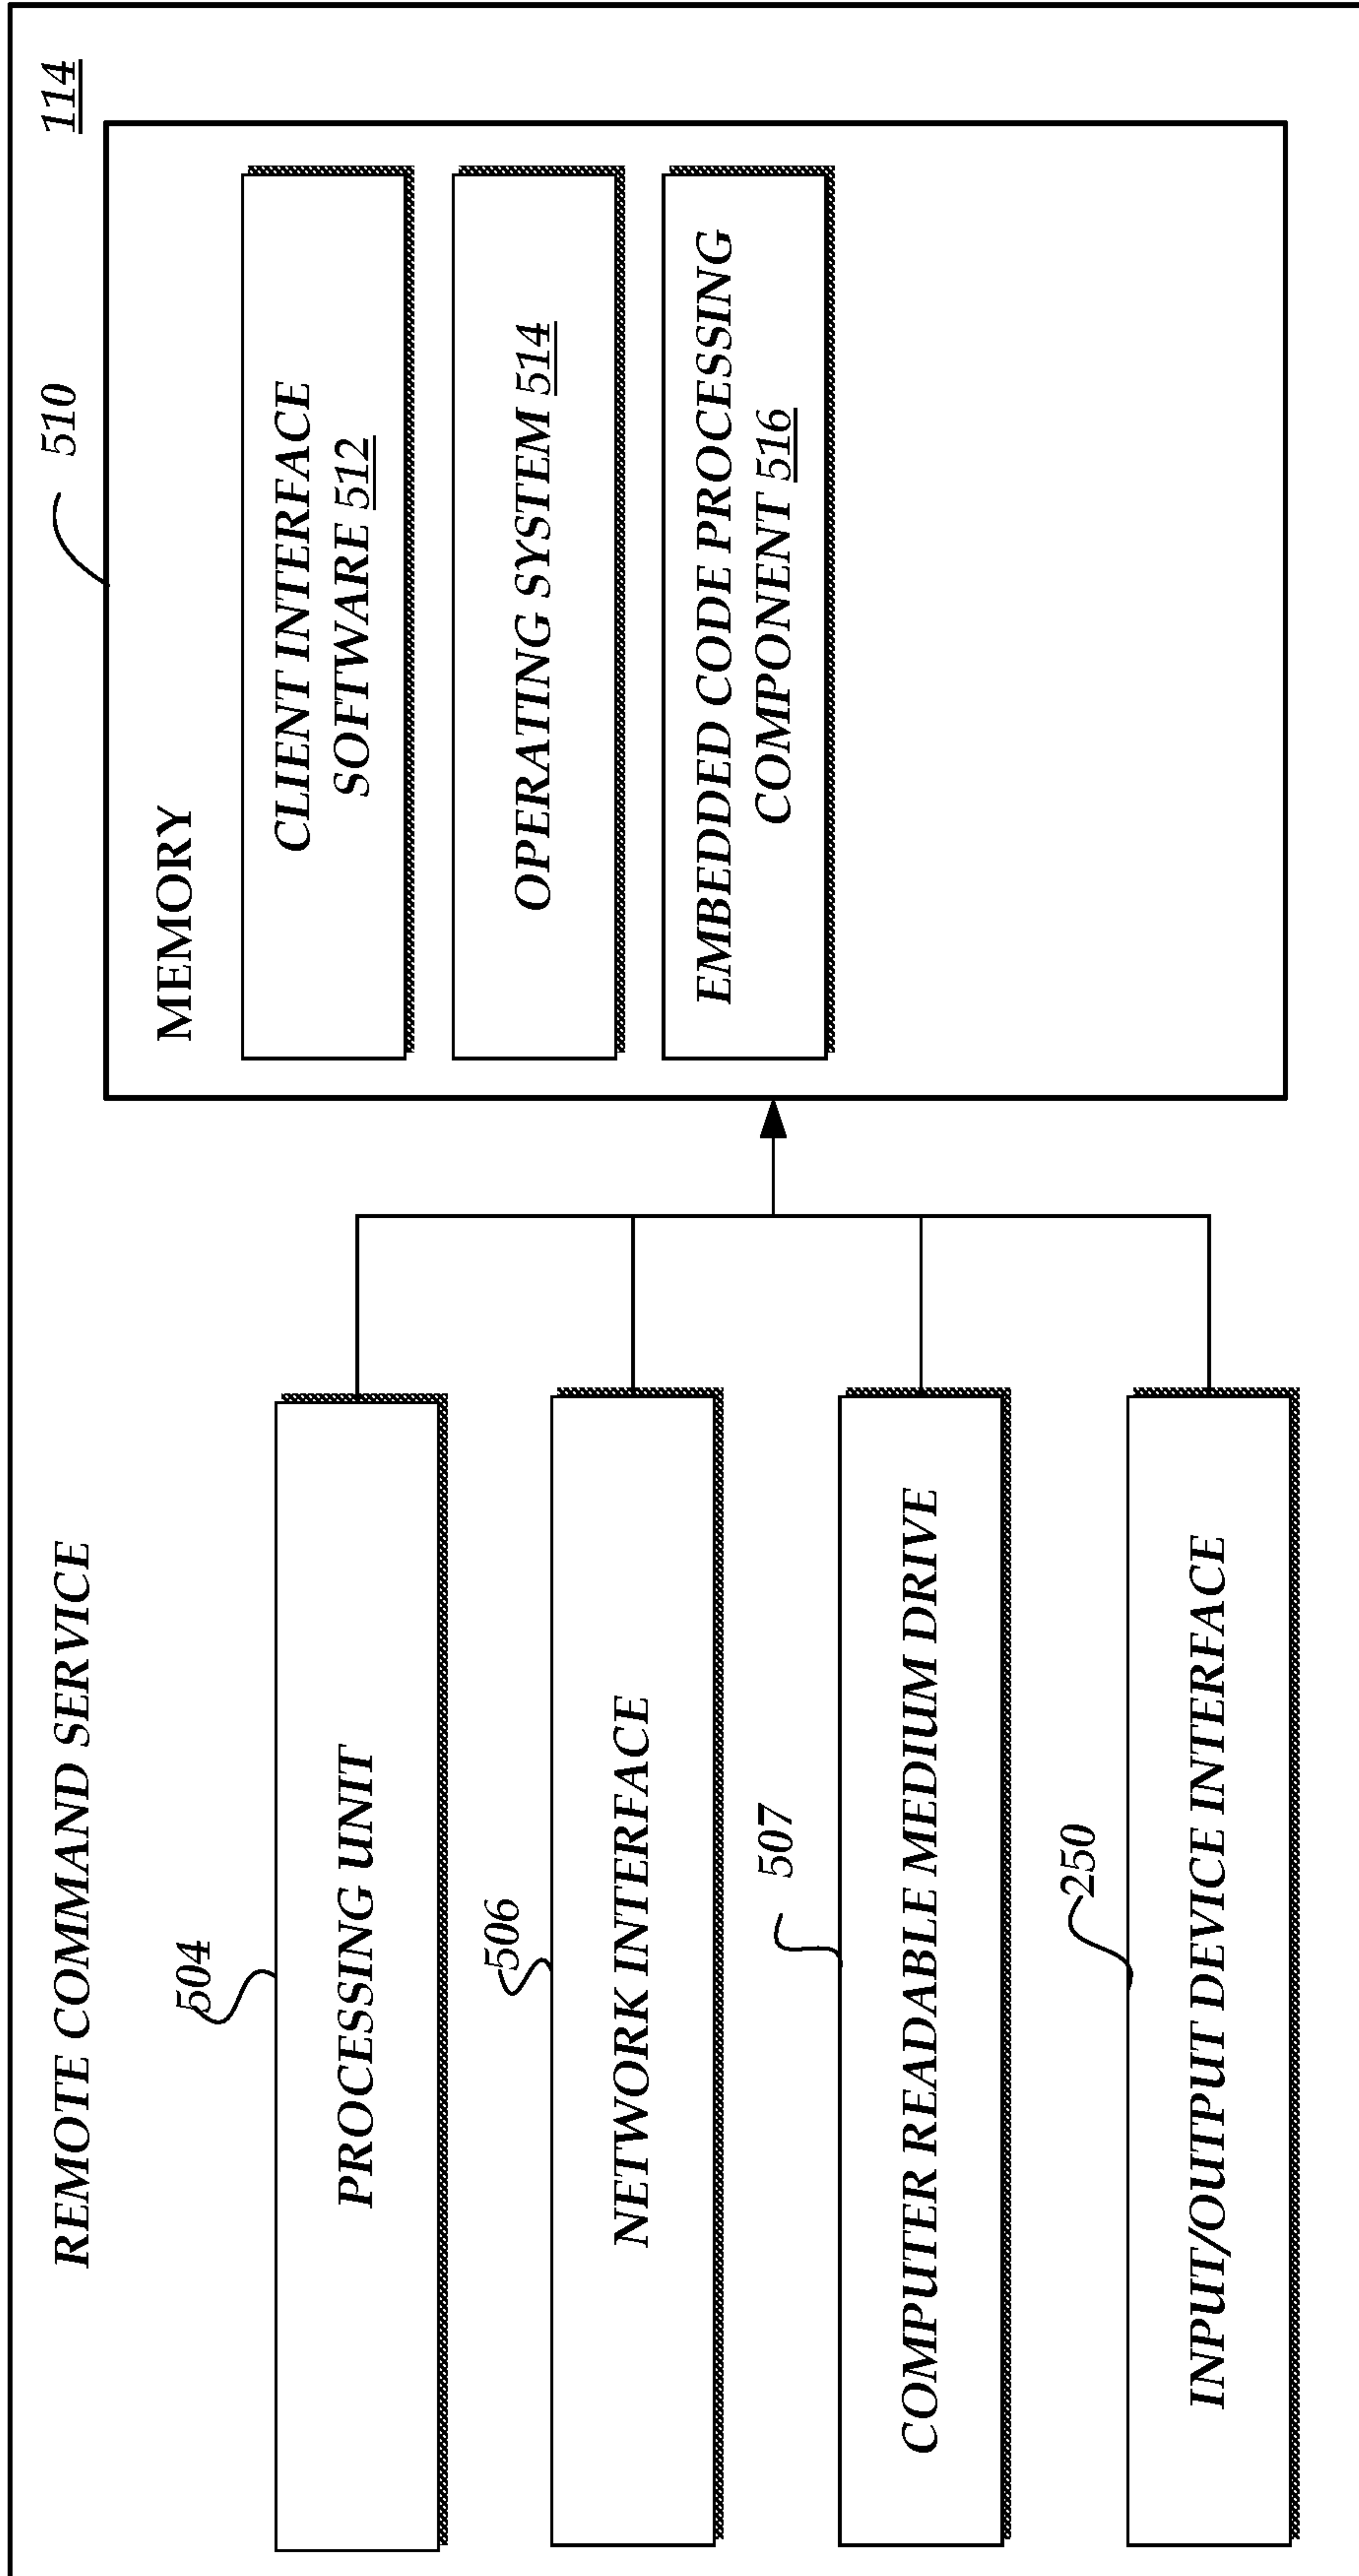 REMOTE COMMAND SERVICE
114
504
PROCESSING UNIT
506
NETWORK INTERFACE
507
COMPUTER READABLE MEDIUM DRIVE
250
INPUT/OUTPUT DEVICE INTERFACE
510
MEMORY
CLIENT INTERFACE
SOFTWARE 512
OPERATING SYSTEM 514
EMBEDDED CODE PROCESSING
COMPONENT 516